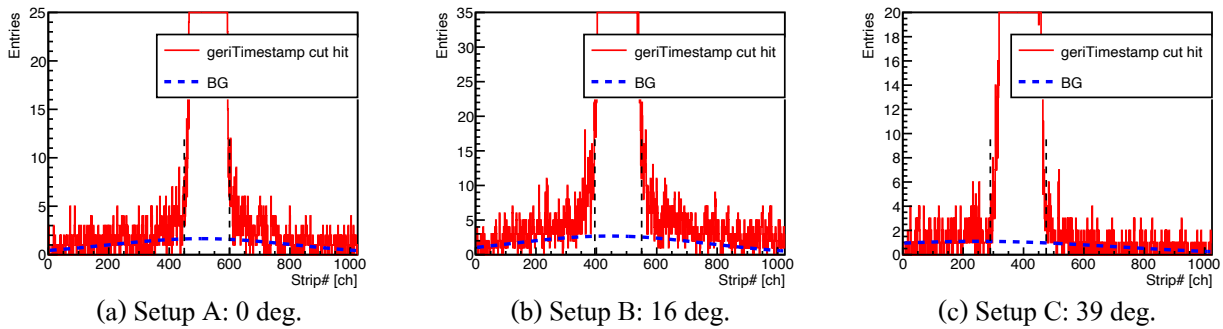 Entries
25
20
15
10
5
0
geriTimestamp cut hit
BG
0 200 400 600 800 1000
Strip# [ch]
(a) Setup A: 0 deg.
Entries
35
30
25
20
15
10
5
0
geriTimestamp cut hit
BG
0 200 400 600 800 1000
Strip# [ch]
(b) Setup B: 16 deg.
Entries
20
18
16
14
12
10
8
6
4
2
0
geriTimestamp cut hit
BG
0 200 400 600 800 1000
Strip# [ch]
(c) Setup C: 39 deg.